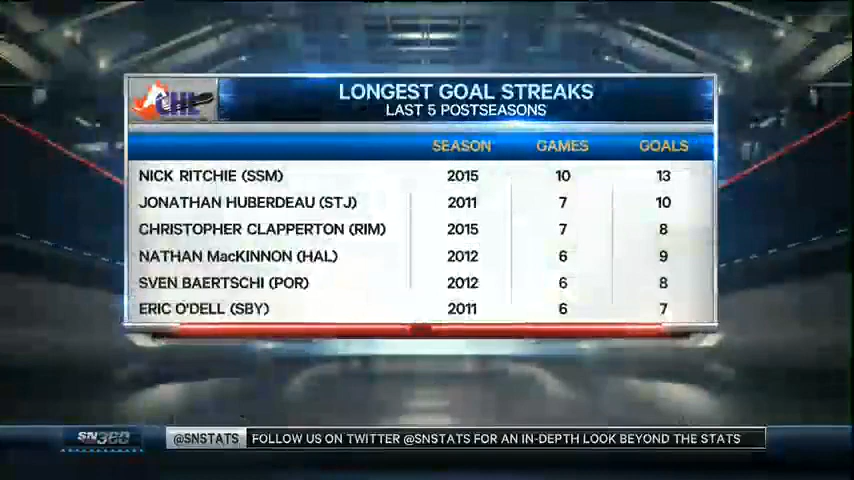 CHL
LONGEST GOAL STREAKS
LAST 5 POSTSEASONS
SEASON GAMES GOALS
NICK RITCHIE (SSM) 2015 10 13
JONATHAN HUBERDEAU (STJ) 2011 7 10
CHRISTOPHER CLAPPERTON (RIM) 2015 7 8
NATHAN MacKINNON (HAL) 2012 6 9
SVEN BAERTSCHI (POR) 2012 6 8
ERIC O'DELL (SBY) 2011 6 7
SN360 @SNSTATS FOLLOW US ON TWITTER @SNSTATS FOR AN IN-DEPTH LOOK BEYOND THE STATS